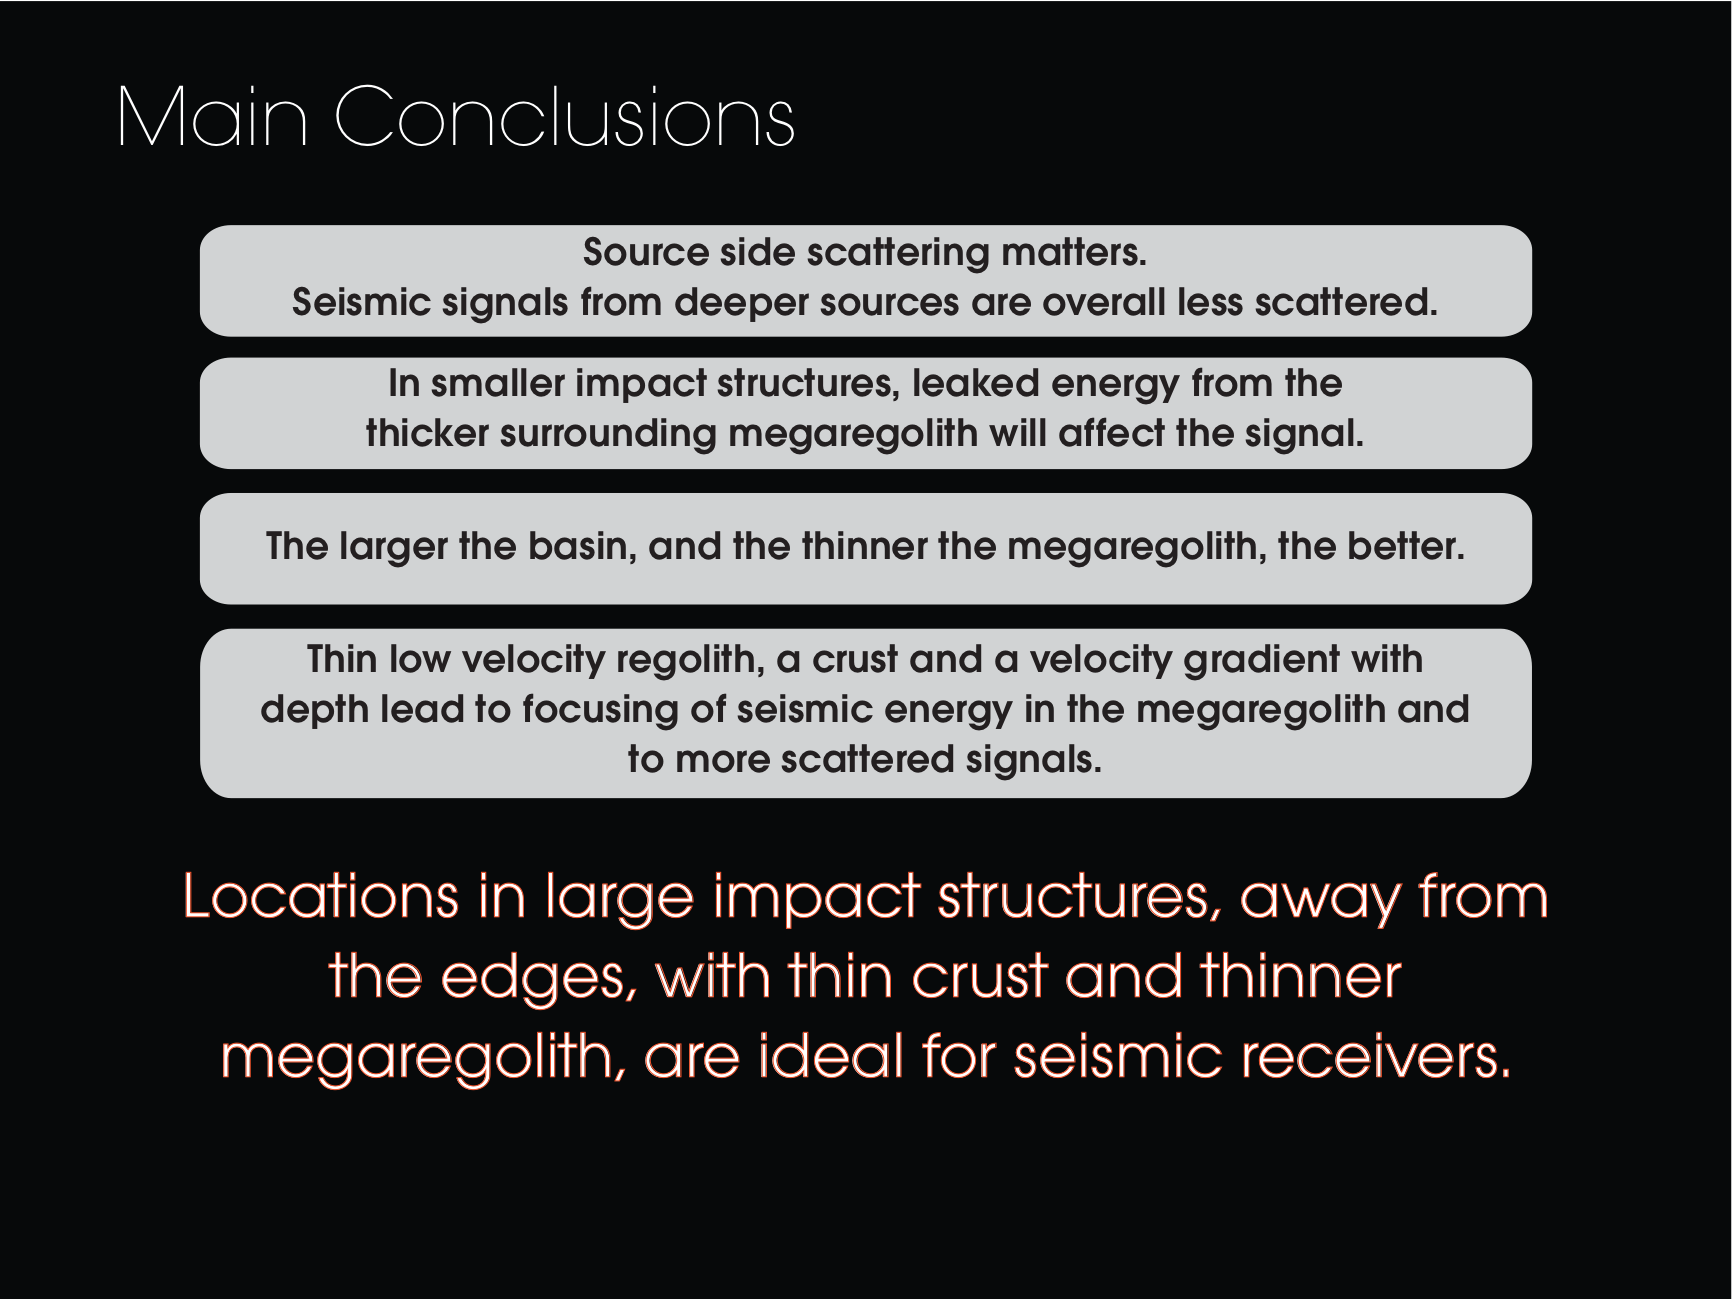 Main Conclusions
Source side scattering matters.
Seismic signals from deeper sources are overall less scattered.
In smaller impact structures, leaked energy from the
thicker surrounding megaregolith will affect the signal.
The larger the basin, and the thinner the megaregolith, the better.
Thin low velocity regolith, a crust and a velocity gradient with
depth lead to focusing of seismic energy in the megaregolith and
to more scattered signals.
Locations in large impact structures, away from
the edges, with thin crust and thinner
megaregolith, are ideal for seismic receivers.